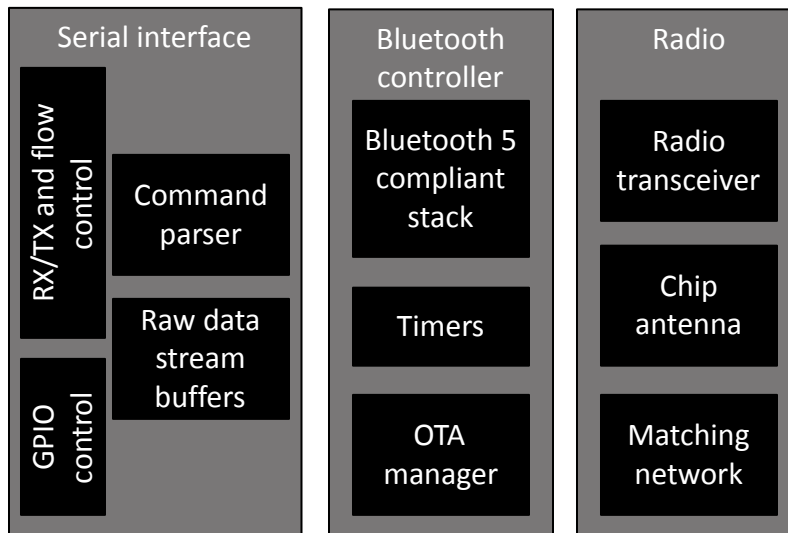 Serial interface
RX/TX and flow
control
Command
parser
Raw data
stream
buffers
GPIO
control
Bluetooth
controller
Bluetooth 5
compliant
stack
Timers
OTA
manager
Radio
Radio
transceiver
Chip
antenna
Matching
network